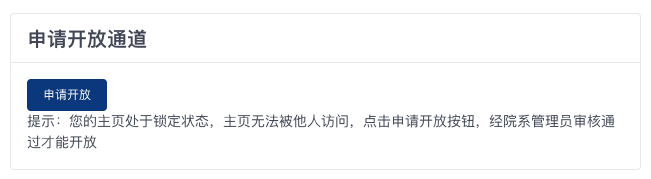 申请开放通道
申请开放
提示：您的主页处于锁定状态，主页无法被他人访问，点击申请开放按钮，经院系管理员审核通
过才能开放